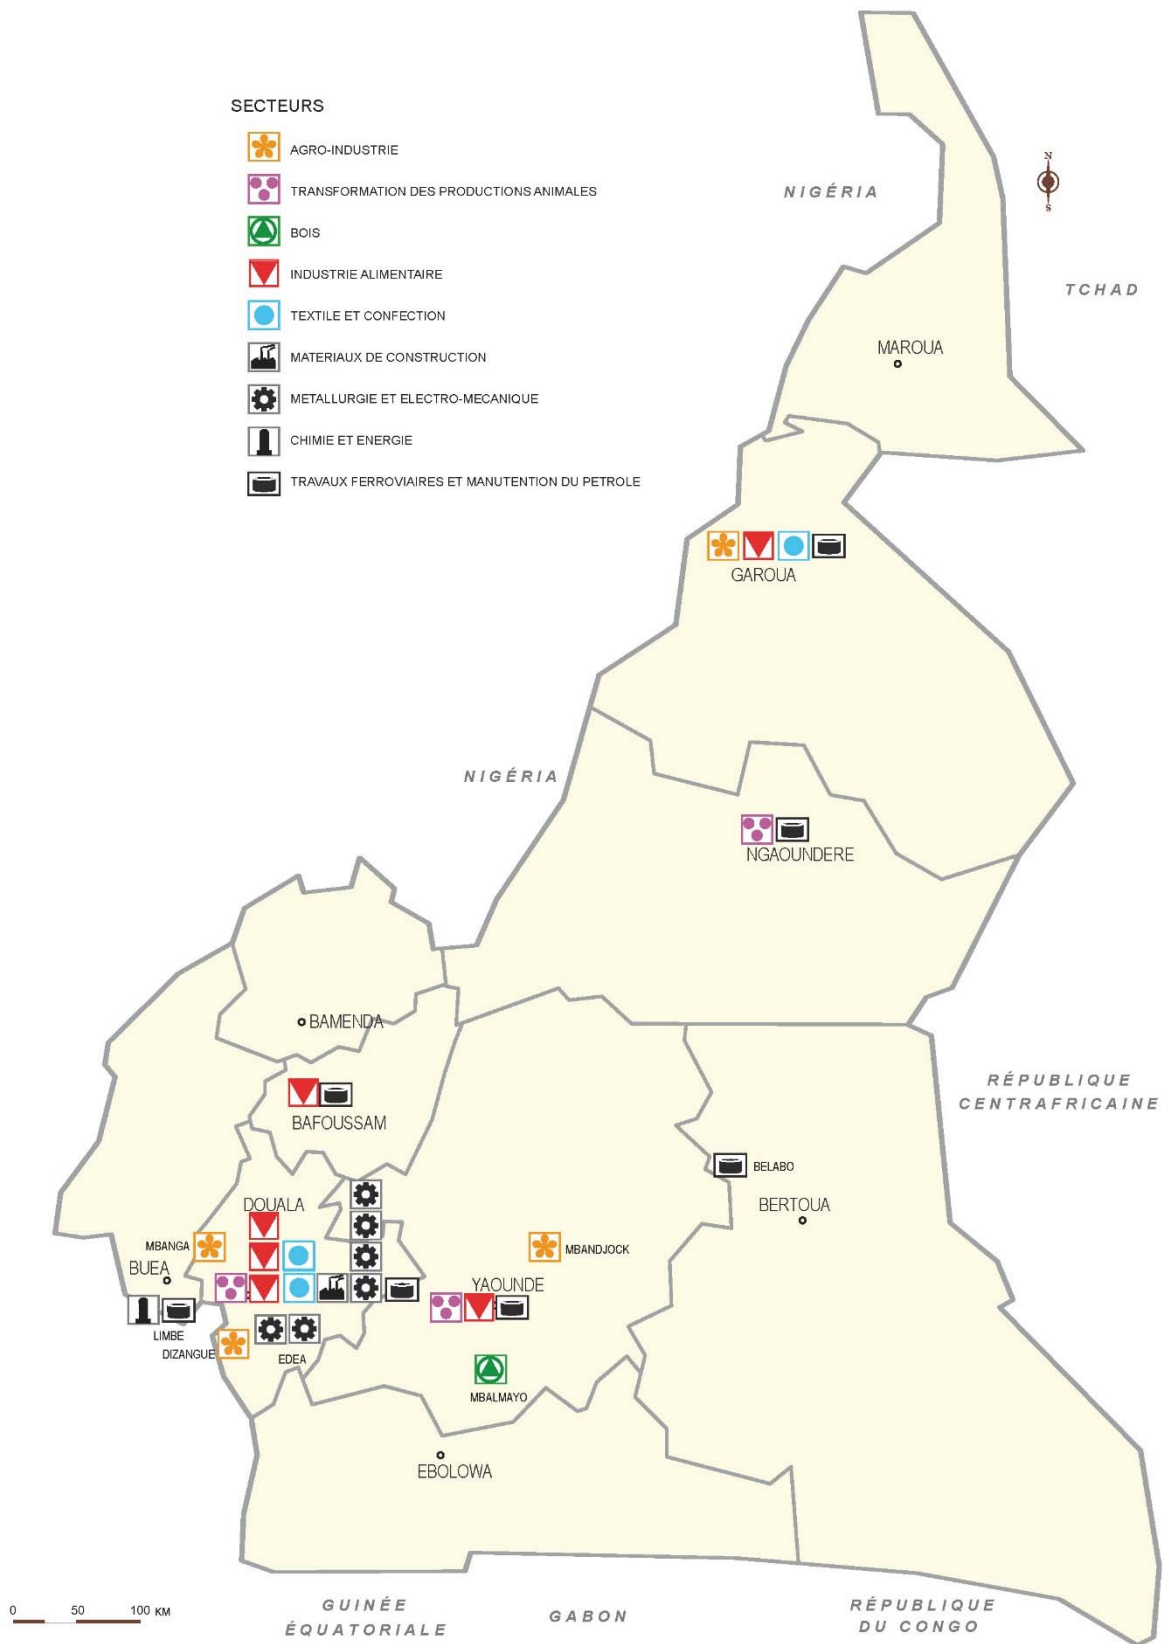 SECTEURS
AGRO-INDUSTRIE
TRANSFORMATION DES PRODUCTIONS ANIMALES
BOIS
INDUSTRIE ALIMENTAIRE
TEXTILE ET CONFECTION
MATERIAUX DE CONSTRUCTION
METALLURGIE ET ELECTRO-MECANIQUE
CHIMIE ET ENERGIE
TRAVAUX FERROVIAIRES ET MANUTENTION DU PETROLE
N
S
NIGÉRIA
TCHAD
MAROUA
GAROUA
NIGÉRIA
NGAOUNDERE
BAMENDA
RÉPUBLIQUE
CENTRAFRICAINE
BAFOUSSAM
BELABO
BERTOUA
DOUALA
MBANGA
MBANDJOCK
BUEA
YAOUNDE
LIMBE
DIZANGUE
EDEA
MBALMAYO
EBOLOWA
0 50 100 KM
GUINÉE
ÉQUATORIALE
GABON
RÉPUBLIQUE
DU CONGO